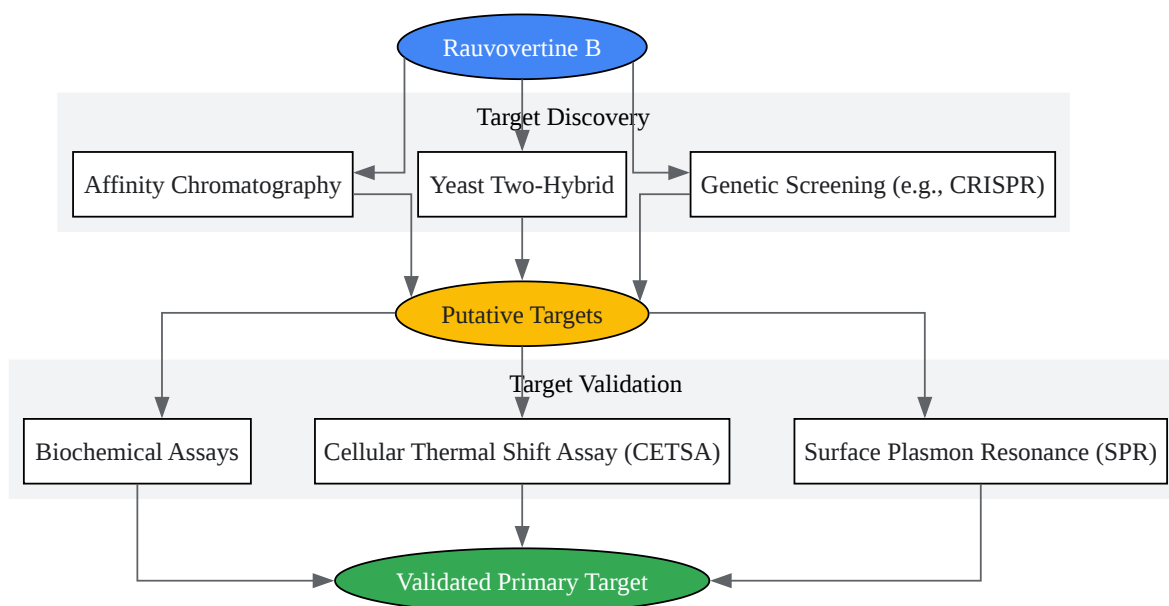 Rauvovertine B
Target Discovery
Affinity Chromatography
Yeast Two-Hybrid
Genetic Screening (e.g., CRISPR)
Putative Targets
Target Validation
Biochemical Assays
Cellular Thermal Shift Assay (CETSA)
Surface Plasmon Resonance (SPR)
Validated Primary Target